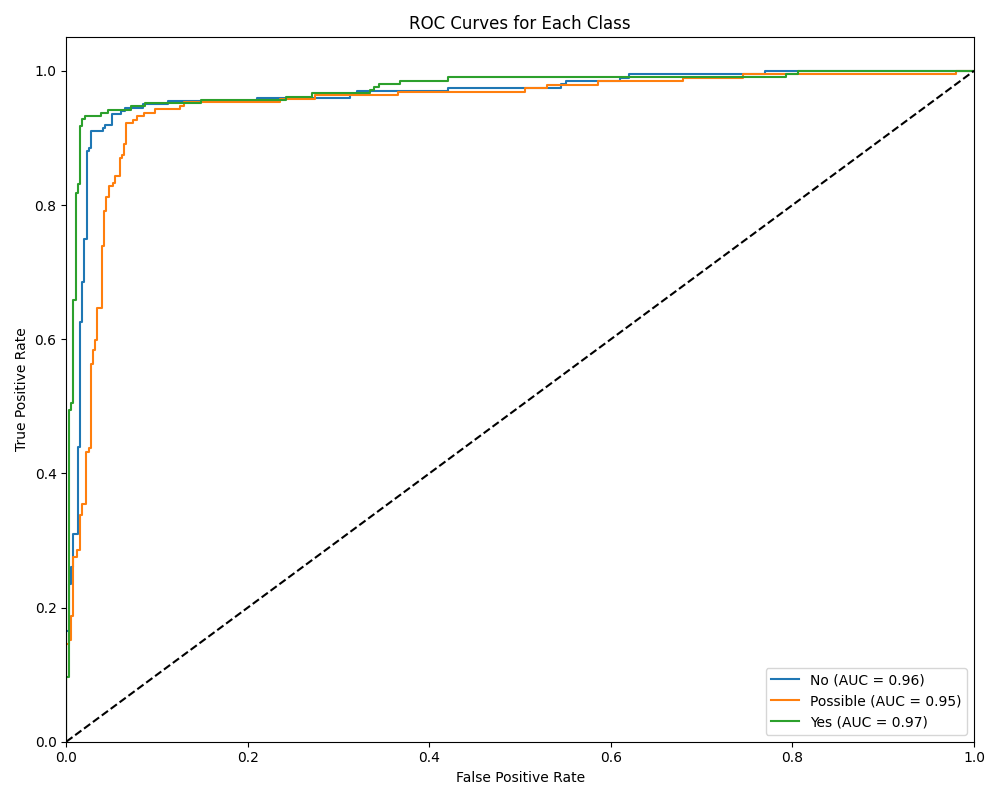 ROC Curves for Each Class
True Positive Rate
1.0
0.8
0.6
0.4
0.2
0.0
0.0 0.2 0.4 0.6 0.8 1.0
False Positive Rate
No (AUC = 0.96)
Possible (AUC = 0.95)
Yes (AUC = 0.97)